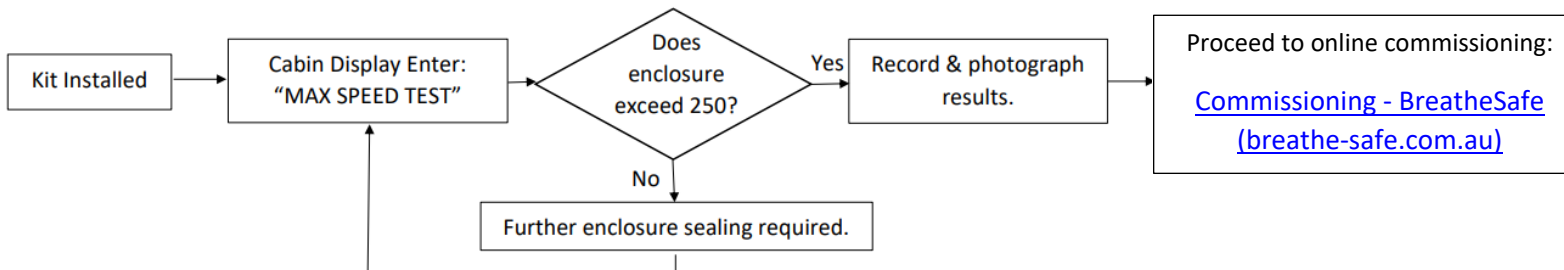 Kit Installed
Cabin Display Enter:
“MAX SPEED TEST”
Does
enclosure
exceed 250?
Yes
Record & photograph
results.
Proceed to online commissioning:
Commissioning - BreatheSafe
(breathe-safe.com.au)
No
Further enclosure sealing required.